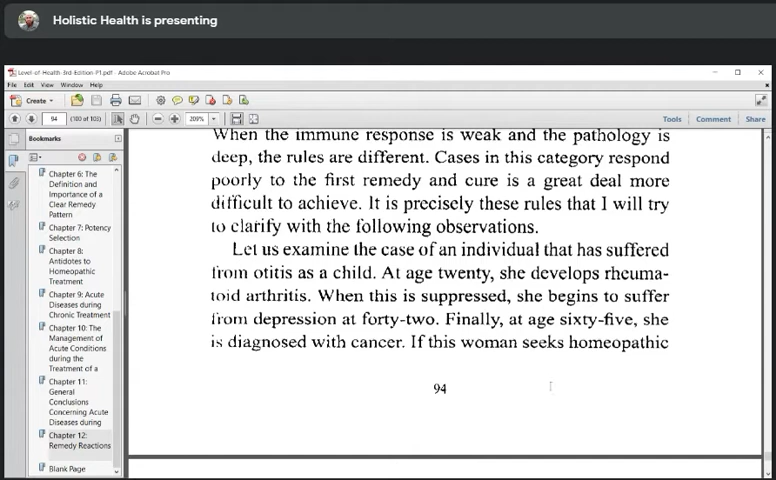 Holistic Health is presenting
Level-of-Health-3rd-Edition-P1.pdf - Adobe Acrobat Pro
File Edit View Window Help
Create
94 (100 of 103) 209% Tools Comment Share
Bookmarks
Chapter 6: The
Definition and
Importance of a
Clear Remedy
Pattern
Chapter 7: Potency
Selection
Chapter 8:
Antidotes to
Homeopathic
Treatment
Chapter 9: Acute
Diseases during
Chronic Treatment
Chapter 10: The
Management of
Acute Conditions
during the
Treatment of a
Chapter 11:
General
Conclusions
Concerning Acute
Diseases during
Chapter 12:
Remedy Reactions
Blank Page
When the immune response is weak and the pathology is
deep, the rules are different. Cases in this category respond
poorly to the first remedy and cure is a great deal more
difficult to achieve. It is precisely these rules that I will try
to clarify with the following observations.
Let us examine the case of an individual that has suffered
from otitis as a child. At age twenty, she develops rheuma-
toid arthritis. When this is suppressed, she begins to suffer
from depression at forty-two. Finally, at age sixty-five, she
is diagnosed with cancer. If this woman seeks homeopathic
94